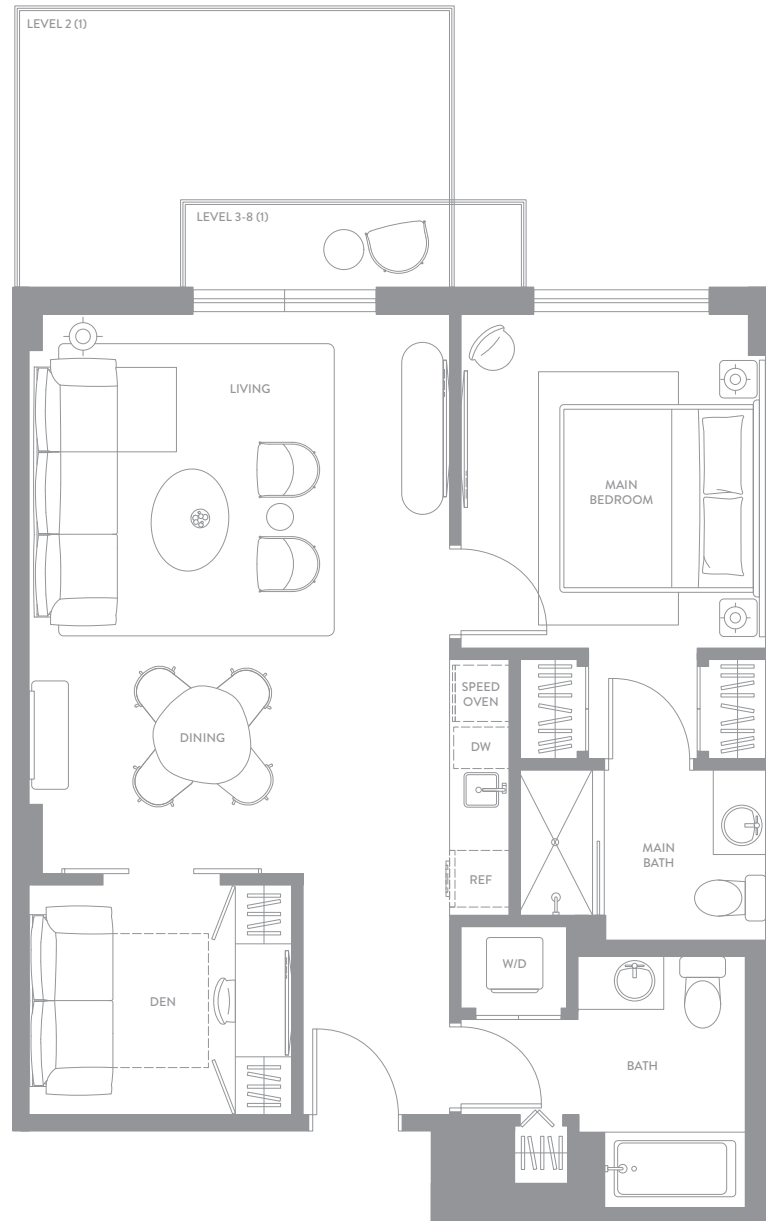 LEVEL 2 (1)
LEVEL 3-8 (1)
LIVING
MAIN
BEDROOM
SPEED
OVEN
DINING
DW
MAIN
BATH
REF
W/D
DEN
BATH